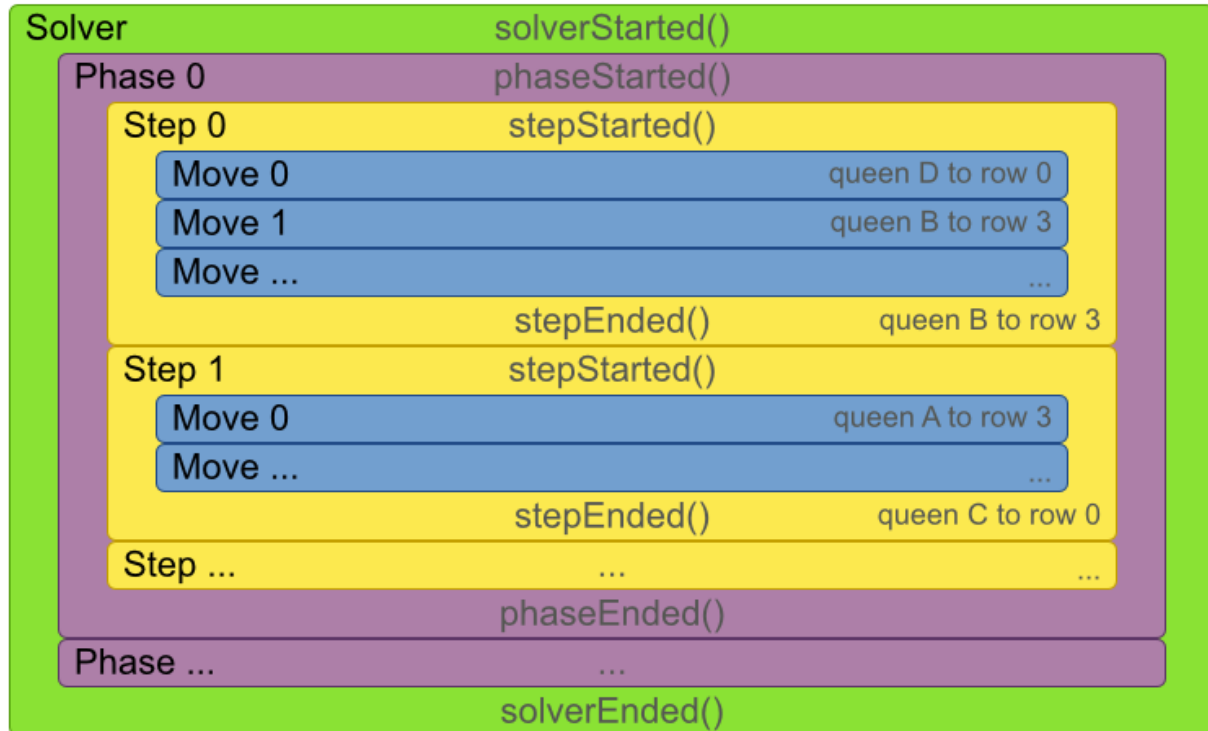 Solver solverStarted()
Phase 0 phaseStarted()
Step 0 stepStarted()
Move 0 queen D to row 0
Move 1 queen B to row 3
Move ... ...
stepEnded() queen B to row 3
Step 1 stepStarted()
Move 0 queen A to row 3
Move ... ...
stepEnded() queen C to row 0
Step ... ... ...
phaseEnded()
Phase ... ...
solverEnded()